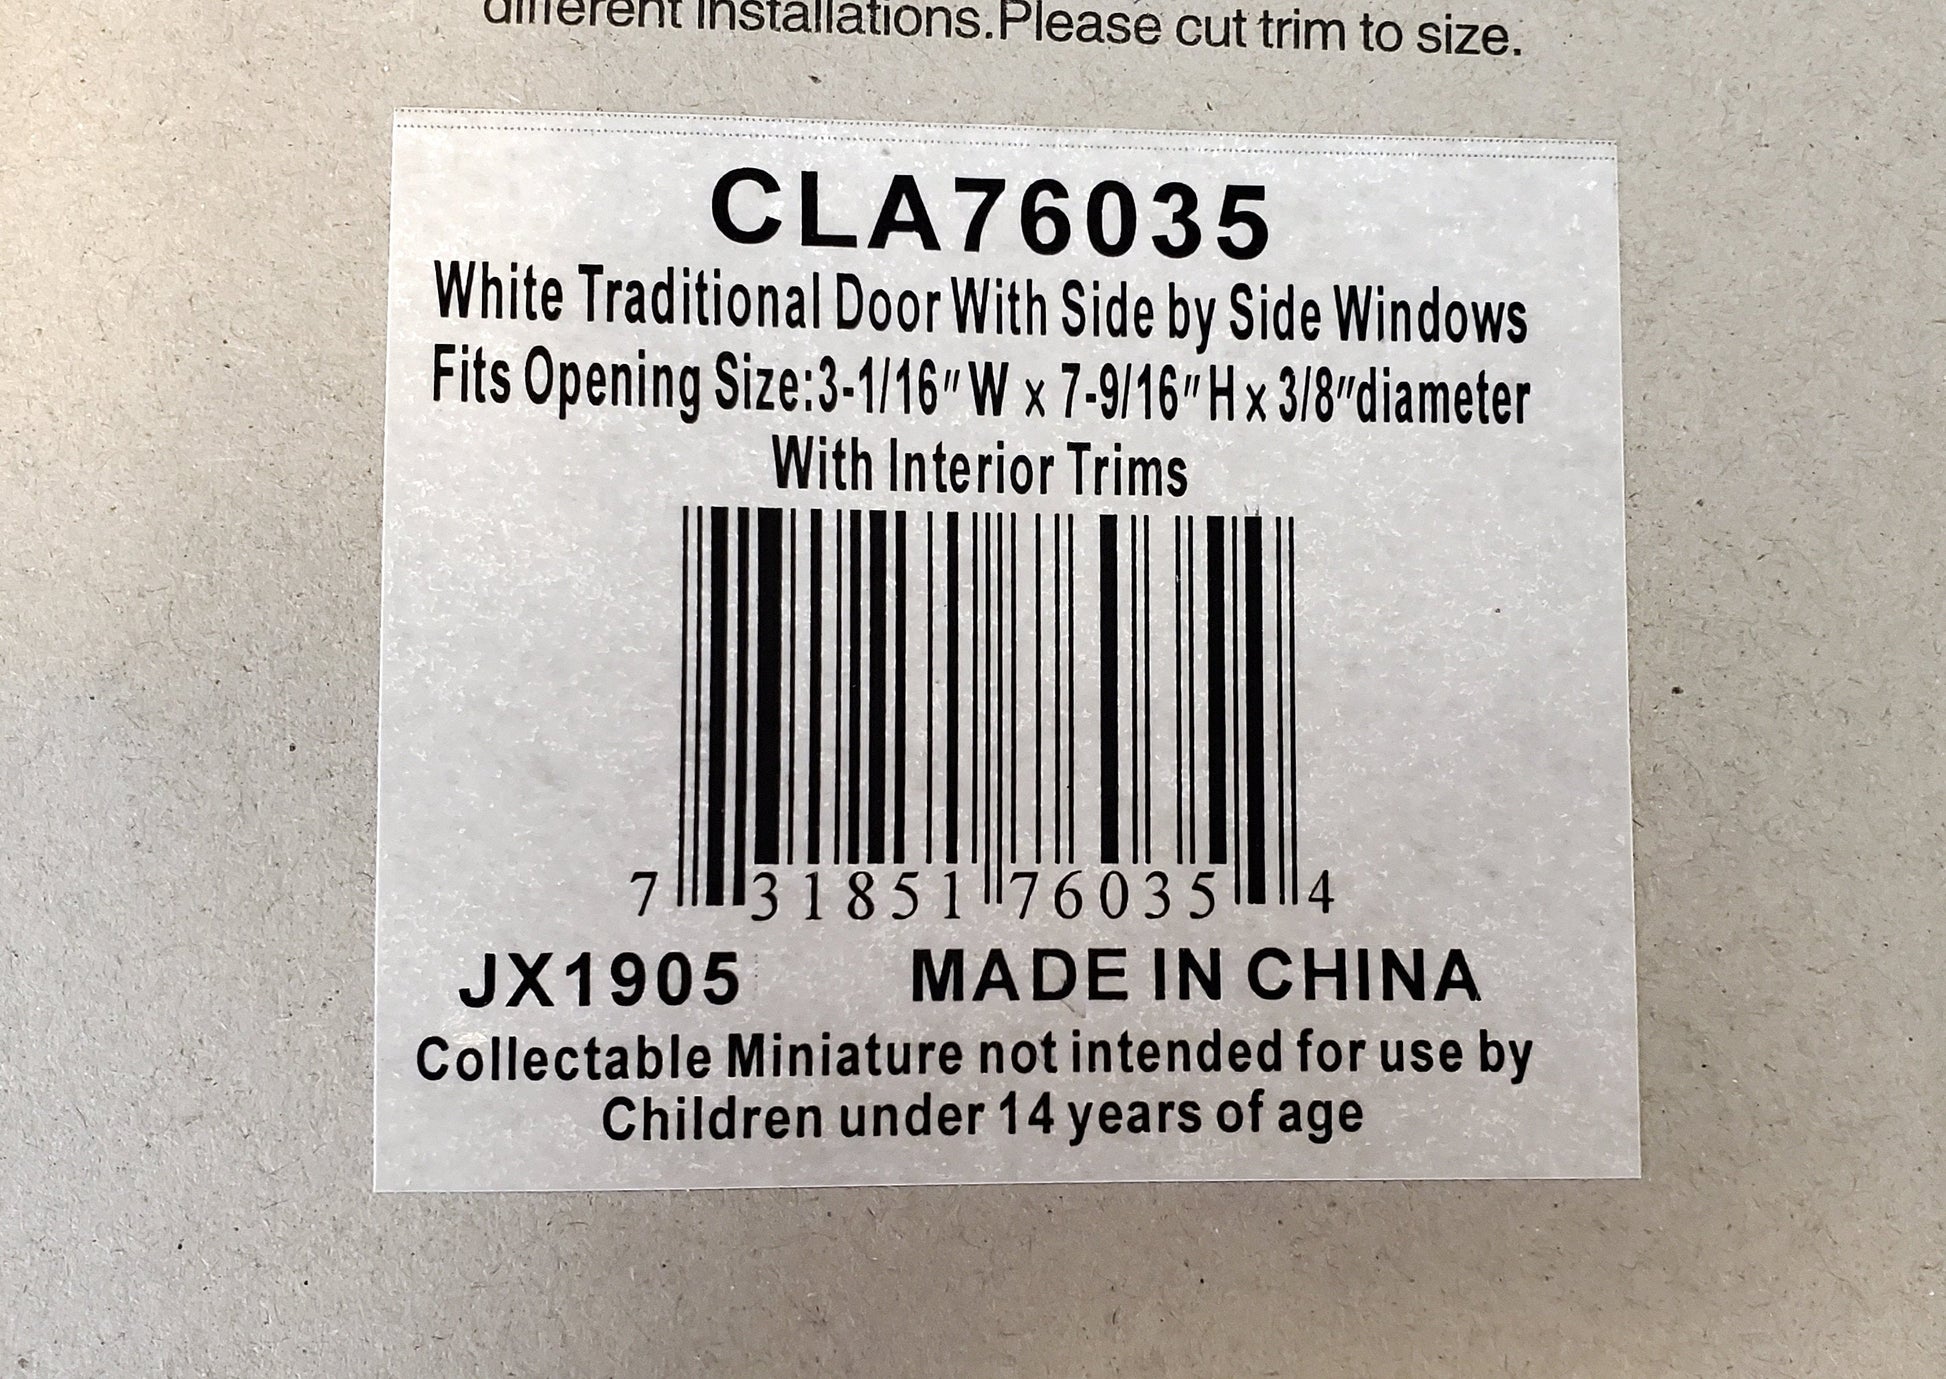 different installations.Please cut trim to size.
CLA76035
White Traditional Door With Side by Side Windows
Fits Opening Size:3-1/16" W x 7-9/16" H x 3/8"diameter
With Interior Trims
7 31851 76035 4
JX1905 MADE IN CHINA
Collectable Miniature not intended for use by
Children under 14 years of age